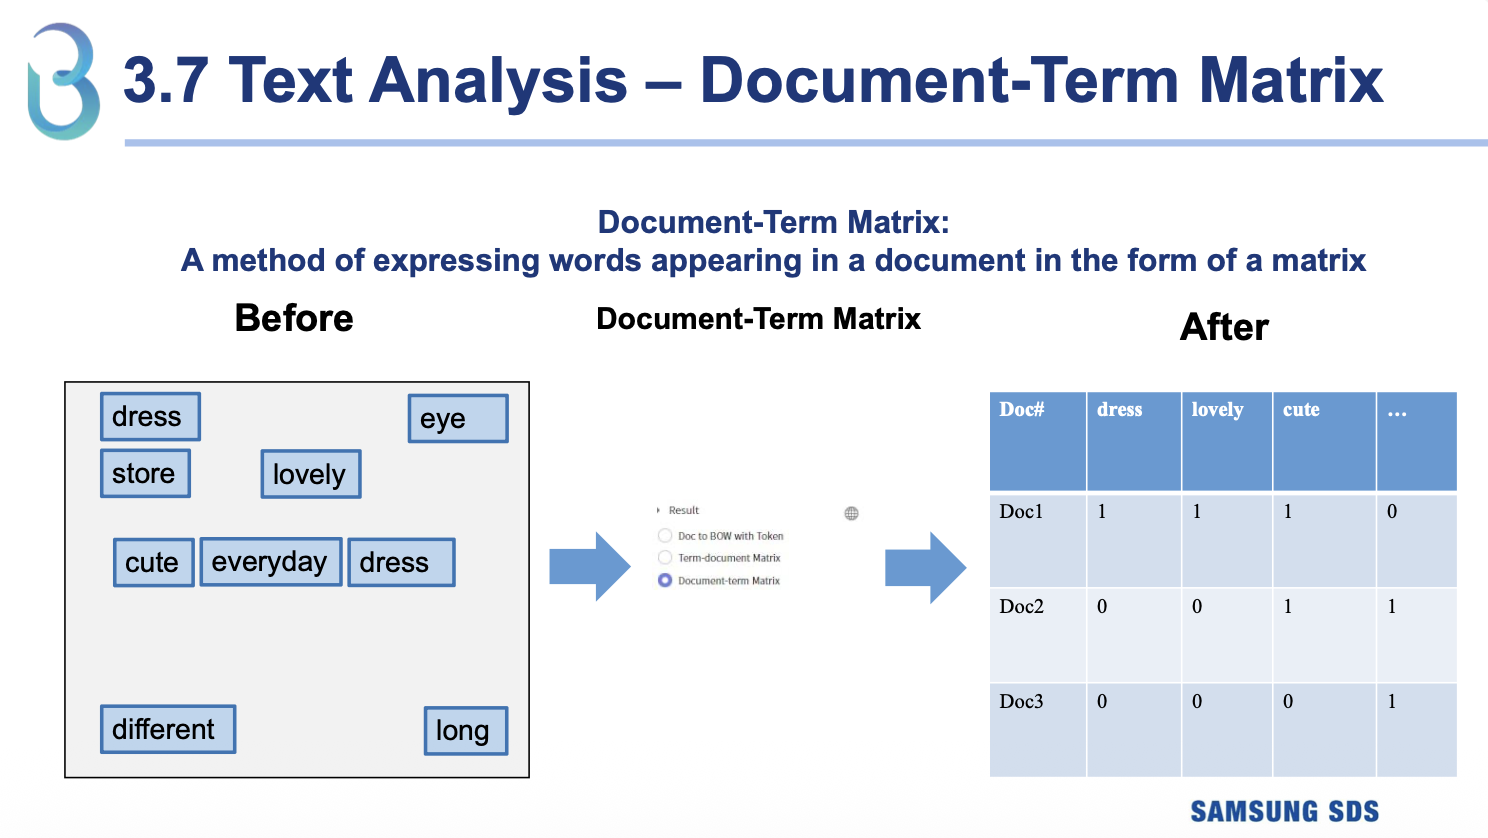 3.7 Text Analysis – Document-Term Matrix
Document-Term Matrix:
A method of expressing words appearing in a document in the form of a matrix
Before
dress
eye
store
lovely
cute
everyday
dress
different
long
Document-Term Matrix
Result
Doc to BOW with Token
Term-document Matrix
Document-term Matrix
After
Doc# dress lovely cute ...
Doc1 1 1 1 0
Doc2 0 0 1 1
Doc3 0 0 0 1
SAMSUNG SDS